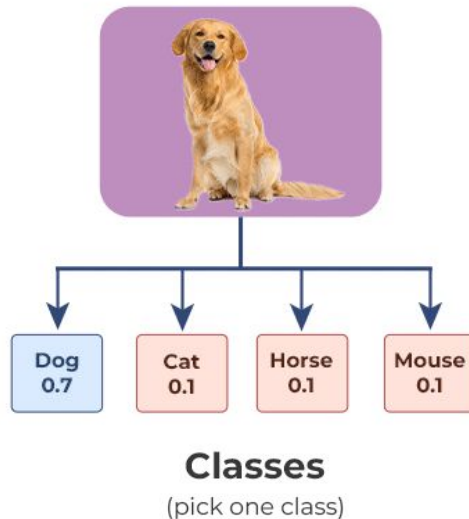 Dog
0.7
Cat
0.1
Horse
0.1
Mouse
0.1
Classes
(pick one class)